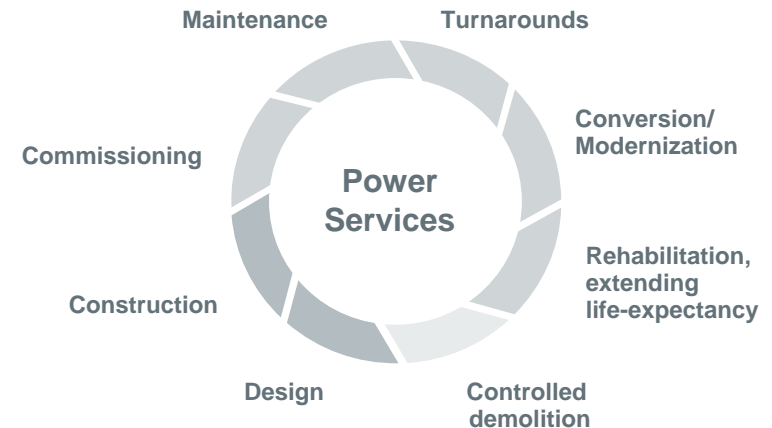 Maintenance
Turnarounds
Conversion/
Modernization
Commissioning
Power
Services
Rehabilitation,
extending
life-expectancy
Construction
Design
Controlled
demolition